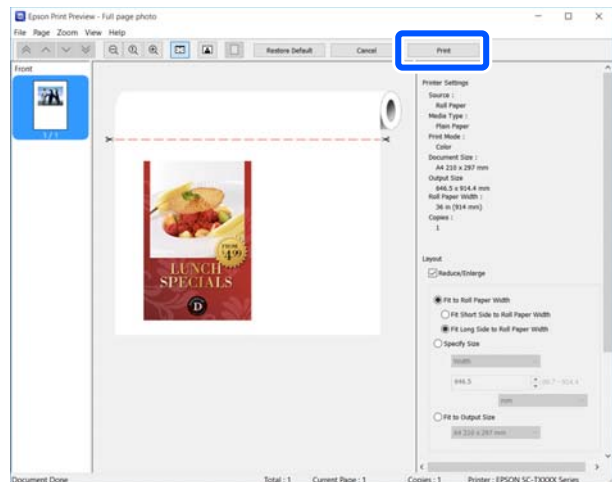 Epson Print Preview - Full page photo
File Page Zoom View Help
Restore Default Cancel Print
Front
1 / 1
FROM
$4.99
LUNCH
SPECIALS
D
Printer Settings
Source :
Roll Paper
Media Type :
Plain Paper
Print Mode :
Color
Document Size :
A4 210 x 297 mm
Output Size
646.5 x 914.4 mm
Roll Paper Width :
36 in (914 mm)
Copies :
1
Layout
Reduce/Enlarge
Fit to Roll Paper Width
Fit Short Side to Roll Paper Width
Fit Long Side to Roll Paper Width
Specify Size
Width
646.5
mm
Fit to Output Size
A4 210 x 297 mm
Document Done Total : 1 Current Page : 1 Copies : 1 Printer : EPSON SC-TXXXX Series